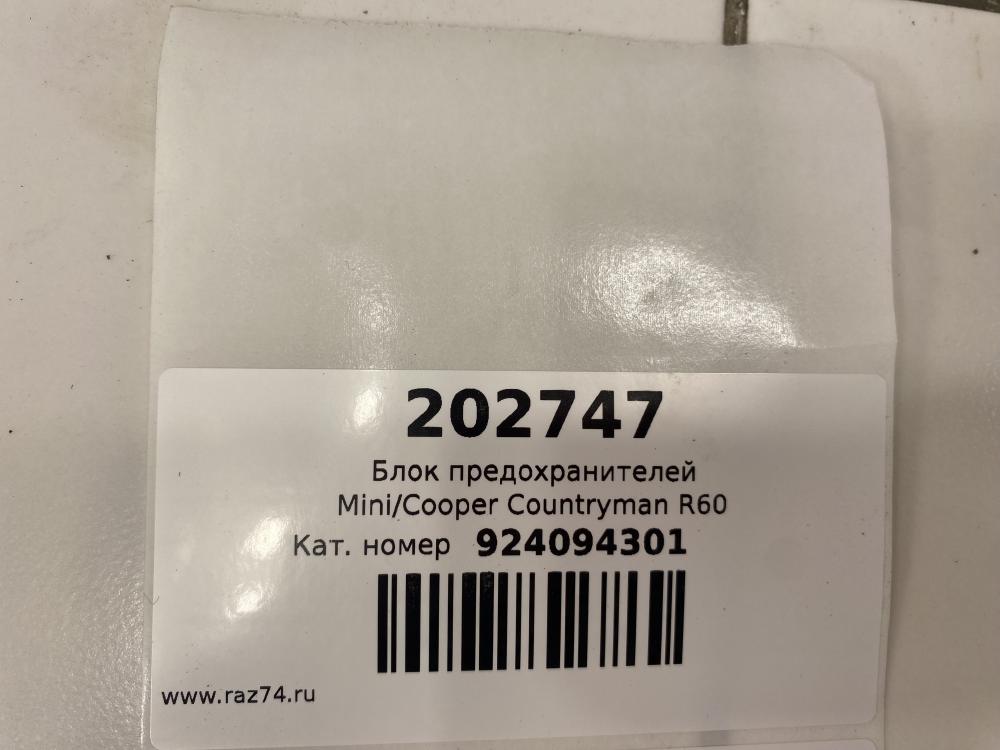 202747
Блок предохранителей
Mini/Cooper Countryman R60
Кат. номер 924094301
www.raz74.ru